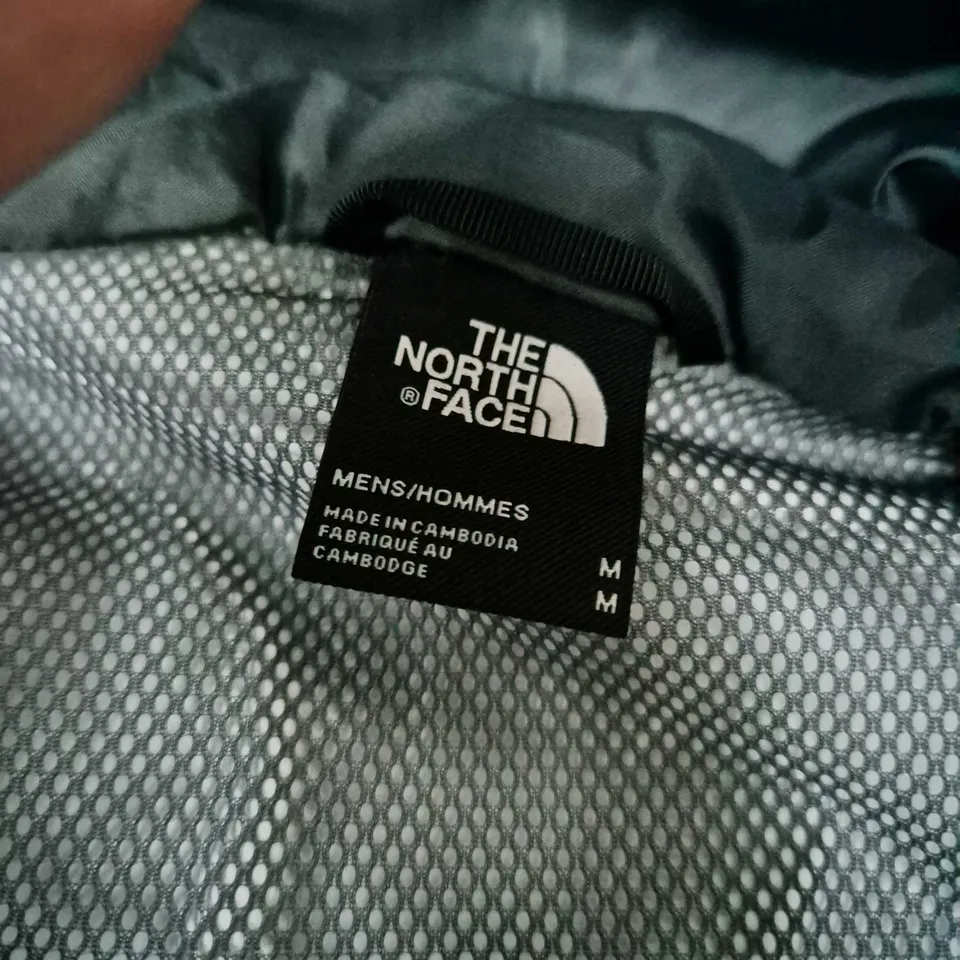 THE
NORTH
® FACE
MENS/HOMMES
MADE IN CAMBODIA
FABRIQUÉ AU
CAMBODGE
M
M